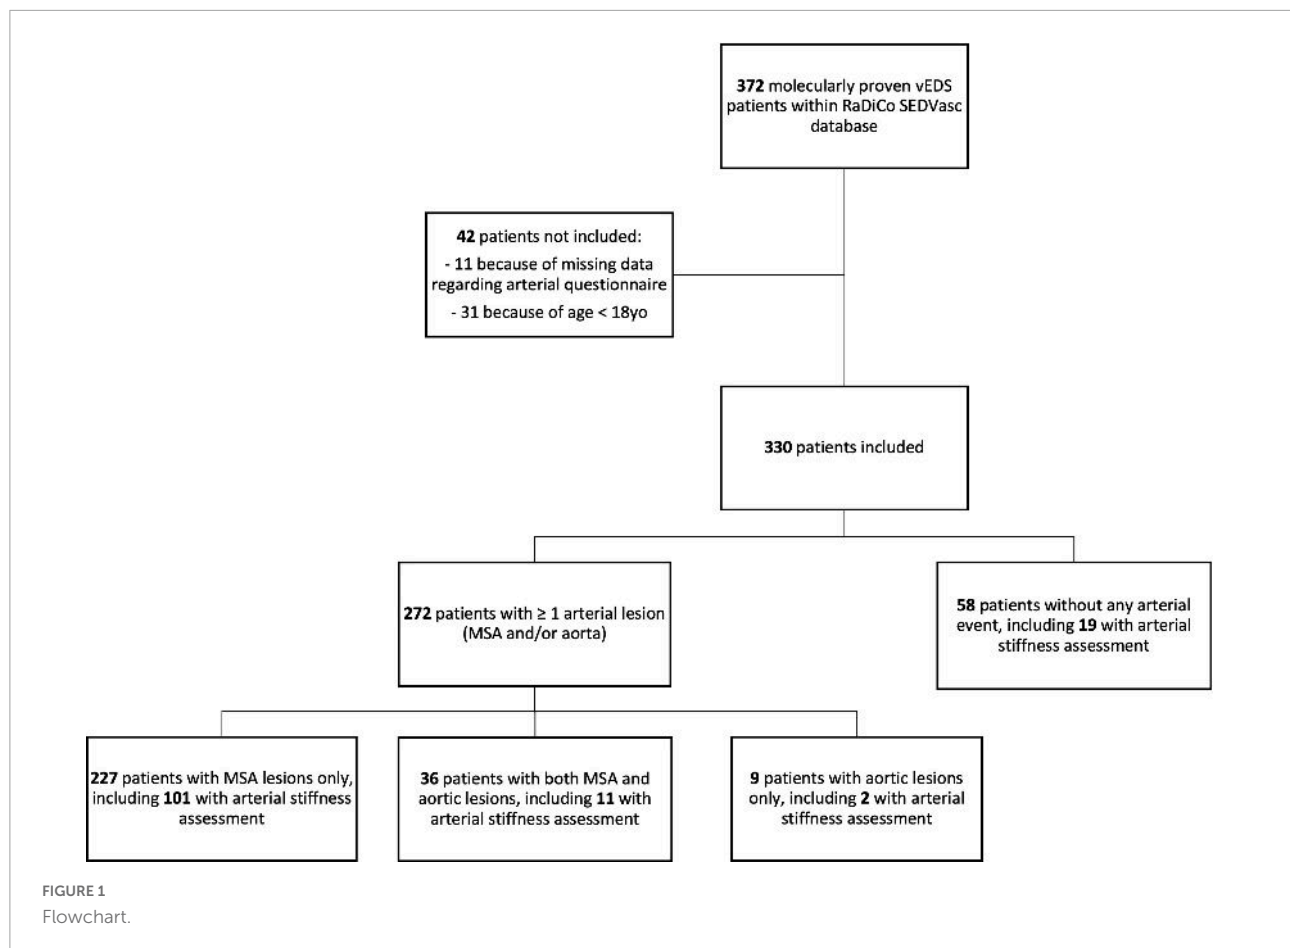 372 molecularly proven vEDS
patients within RaDiCo SEDVasc
database
42 patients not included:
- 11 because of missing data
regarding arterial questionnaire
- 31 because of age < 18yo
330 patients included
272 patients with ≥ 1 arterial lesion
(MSA and/or aorta)
58 patients without any arterial
event, including 19 with arterial
stiffness assessment
227 patients with MSA lesions only,
including 101 with arterial stiffness
assessment
36 patients with both MSA and
aortic lesions, including 11 with
arterial stiffness assessment
9 patients with aortic lesions
only, including 2 with arterial
stiffness assessment
FIGURE 1
Flowchart.